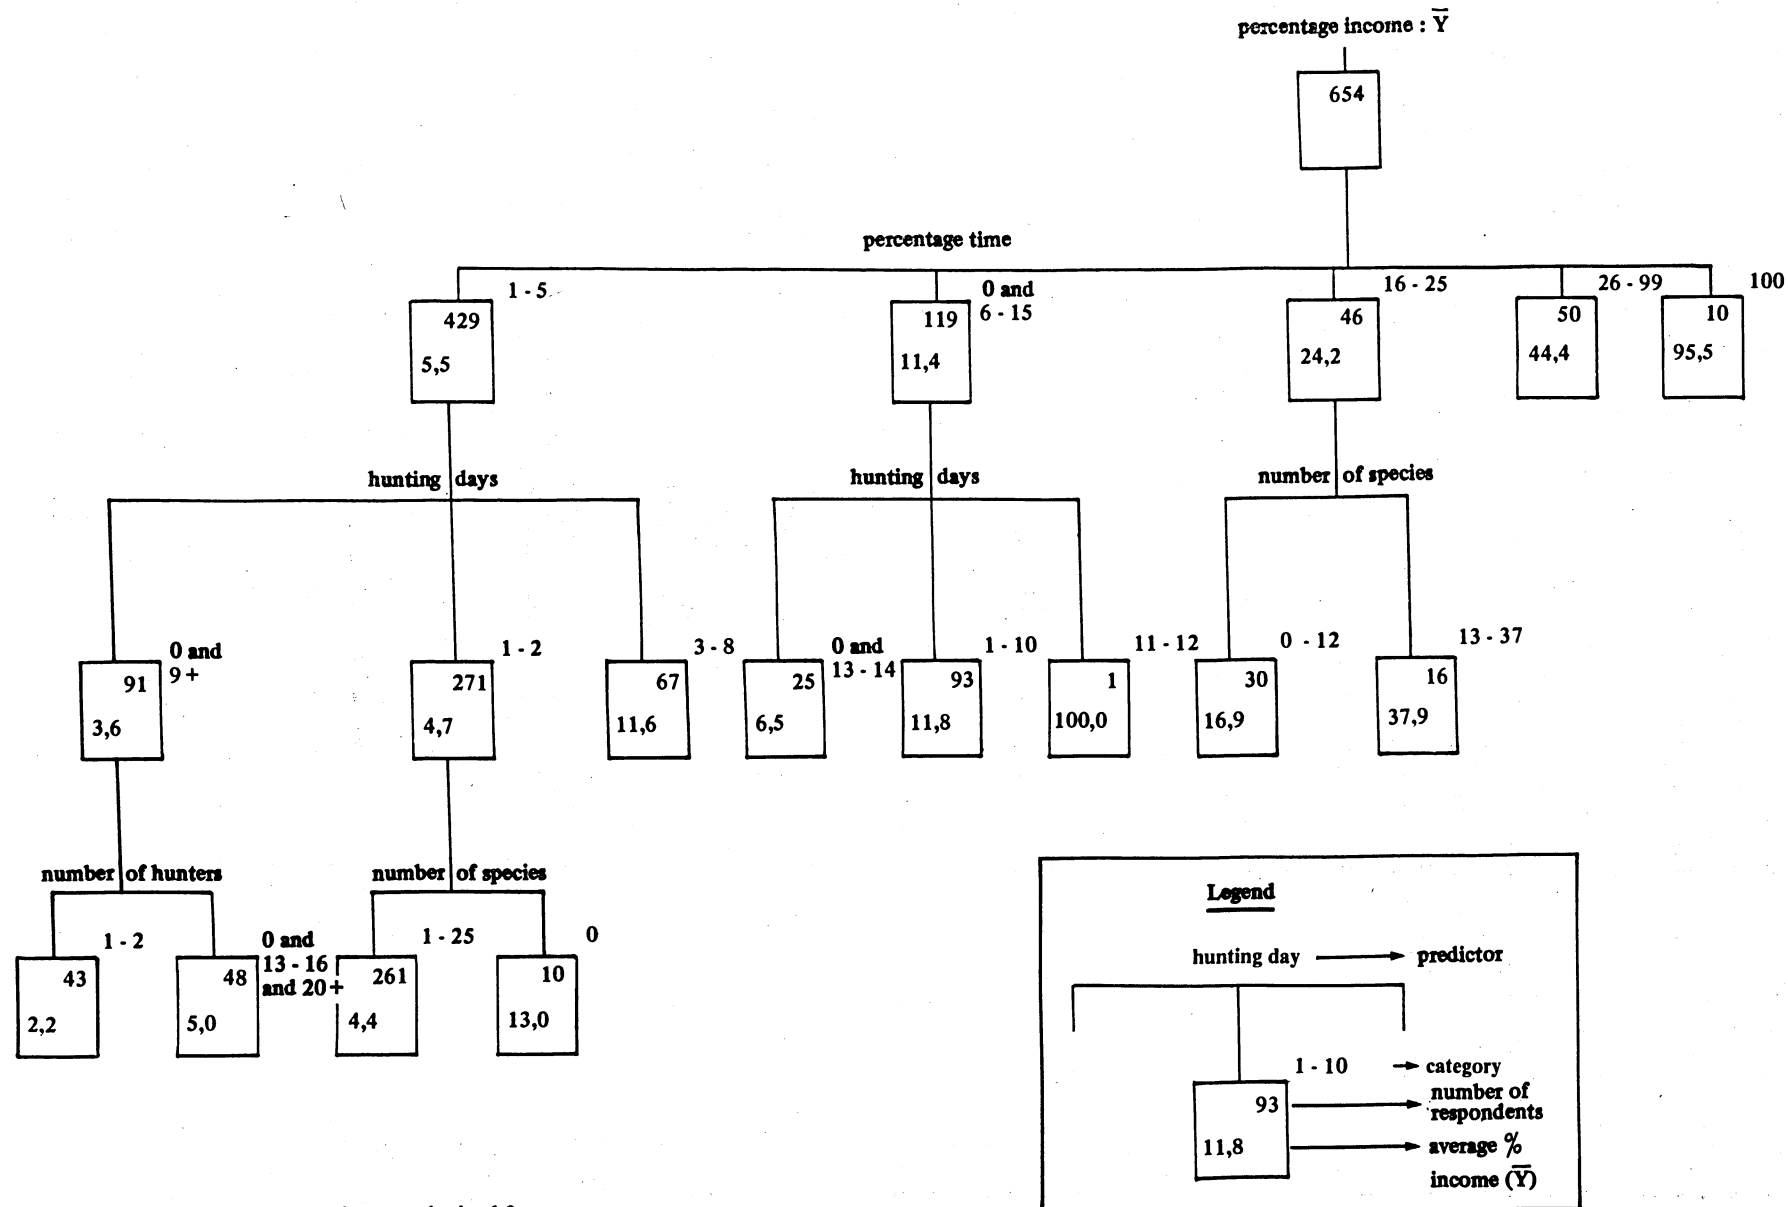 percentage income : Y̅
654
percentage time
1 - 5
0 and
6 - 15
16 - 25
26 - 99
100
429
5,5
119
11,4
46
24,2
50
44,4
10
95,5
hunting days
hunting days
number of species
0 and
9 +
1 - 2
3 - 8
0 and
13 - 14
1 - 10
11 - 12
0 - 12
13 - 37
91
3,6
271
4,7
67
11,6
25
6,5
93
11,8
1
100,0
30
16,9
16
37,9
number of hunters
number of species
1 - 2
0 and
13 - 16
and 20 +
1 - 25
0
43
2,2
48
5,0
261
4,4
10
13,0
Legend
hunting day
predictor
1 - 10
category
93
number of
respondents
11,8
average %
income (Y̅)